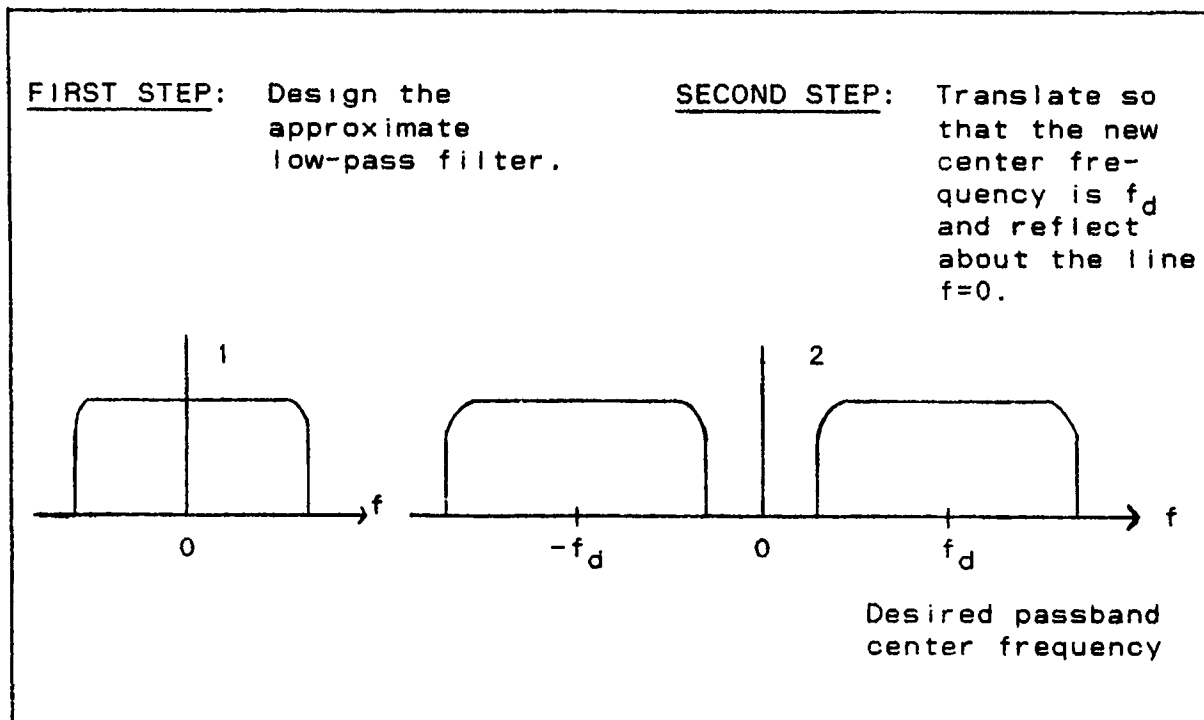 FIRST STEP: Design the
approximate
low-pass filter.
SECOND STEP: Translate so
that the new
center fre-
quency is f_d
and reflect
about the line
f=0.
1
f
0
2
-f_d
0
f_d
f
Desired passband
center frequency